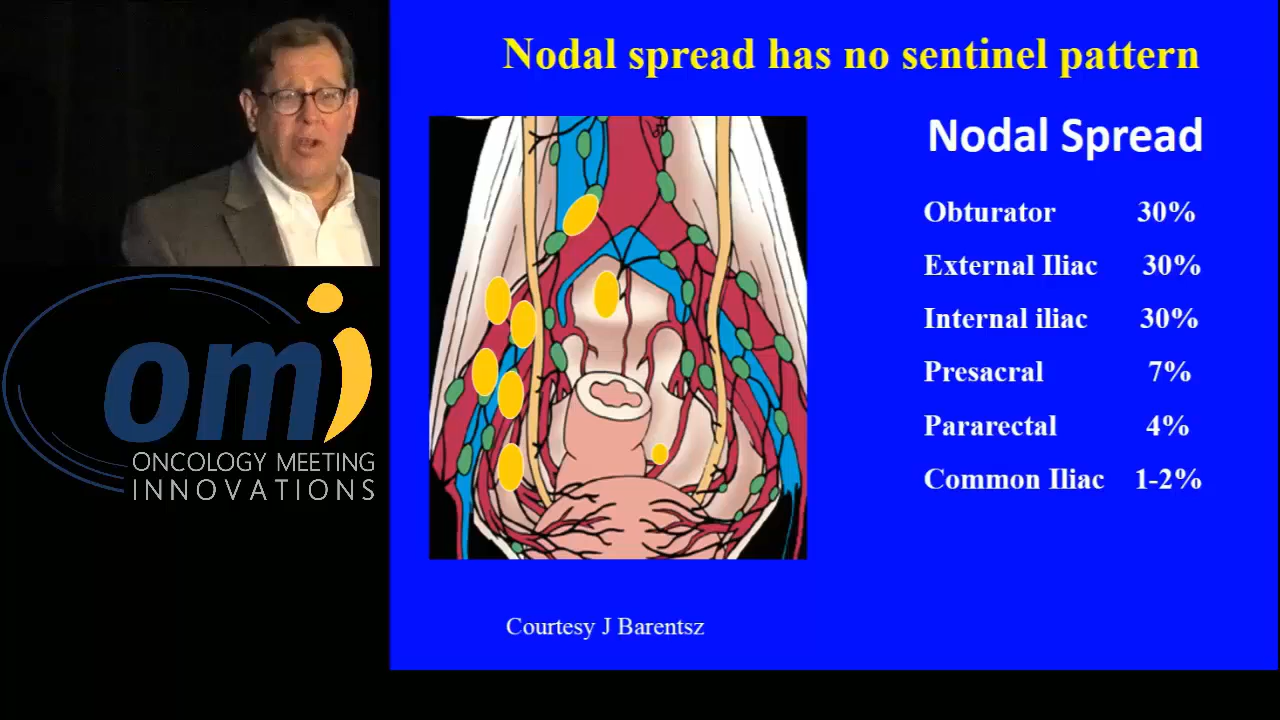 Nodal spread has no sentinel pattern
Nodal Spread
Obturator 30%
External Iliac 30%
Internal iliac 30%
Presacral 7%
Pararectal 4%
Common Iliac 1-2%
Courtesy J Barentsz
omi
ONCOLOGY MEETING
INNOVATIONS